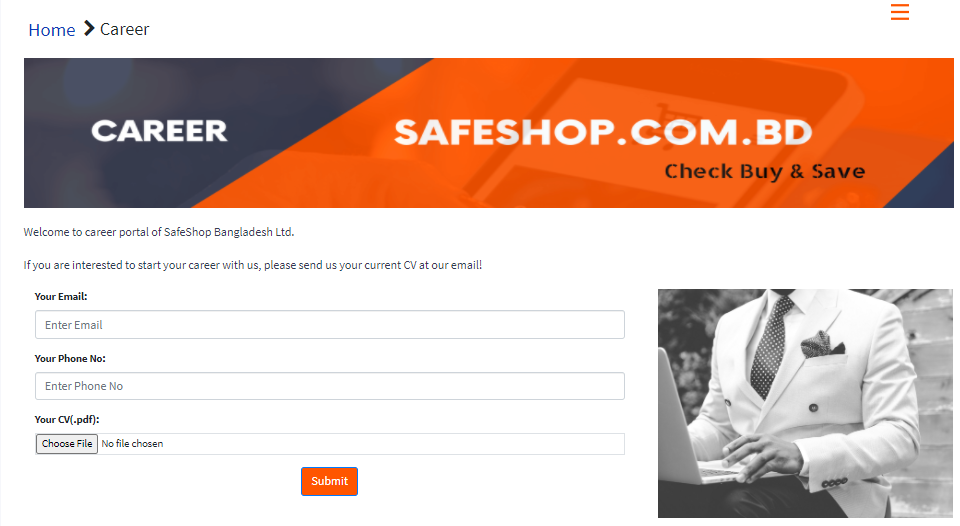 Home Career
CAREER
SAFESHOP.COM.BD
Check Buy & Save
Welcome to career portal of SafeShop Bangladesh Ltd.
If you are interested to start your career with us, please send us your current CV at our email!
Your Email:
Enter Email
Your Phone No:
Enter Phone No
Your CV(.pdf):
Choose File No file chosen
Submit